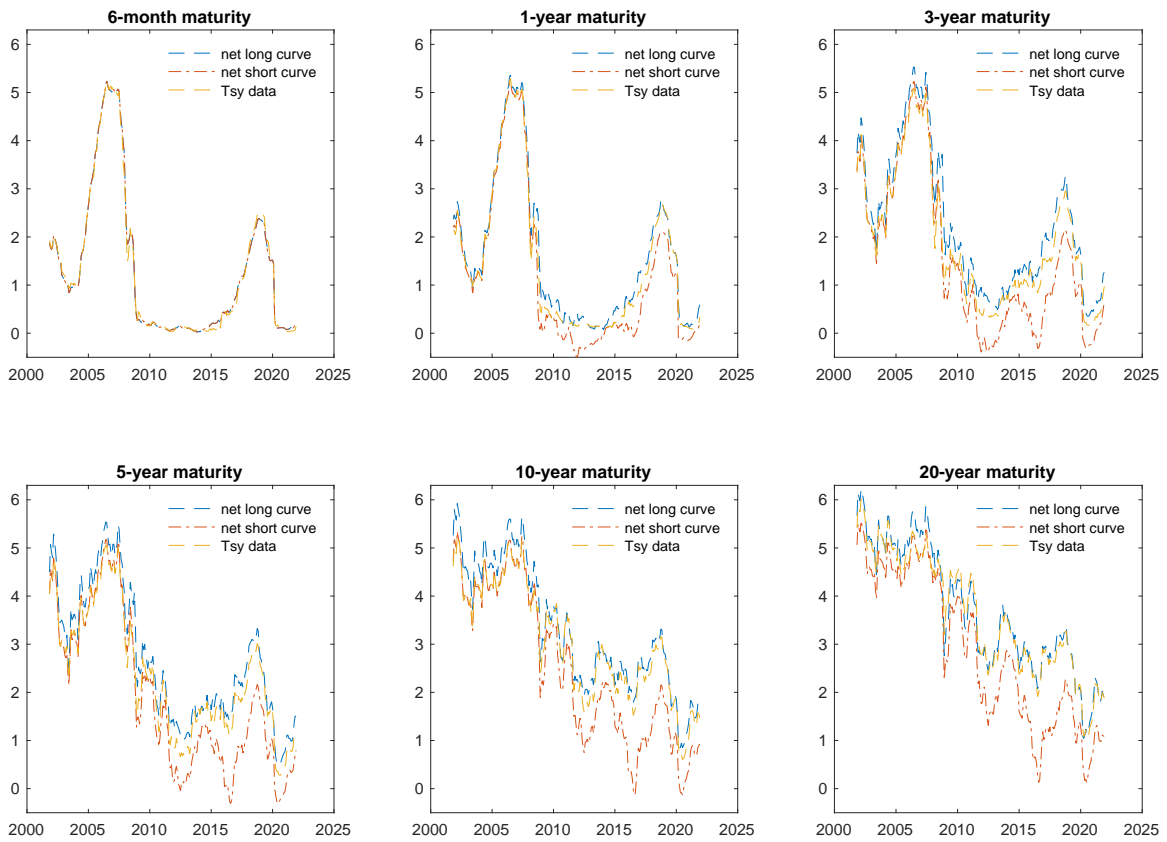 6-month maturity
6
5
4
3
2
1
0
net long curve
net short curve
Tsy data
2000 2005 2010 2015 2020 2025
1-year maturity
6
5
4
3
2
1
0
net long curve
net short curve
Tsy data
2000 2005 2010 2015 2020 2025
3-year maturity
6
5
4
3
2
1
0
net long curve
net short curve
Tsy data
2000 2005 2010 2015 2020 2025
5-year maturity
6
5
4
3
2
1
0
net long curve
net short curve
Tsy data
2000 2005 2010 2015 2020 2025
10-year maturity
6
5
4
3
2
1
0
net long curve
net short curve
Tsy data
2000 2005 2010 2015 2020 2025
20-year maturity
6
5
4
3
2
1
0
net long curve
net short curve
Tsy data
2000 2005 2010 2015 2020 2025